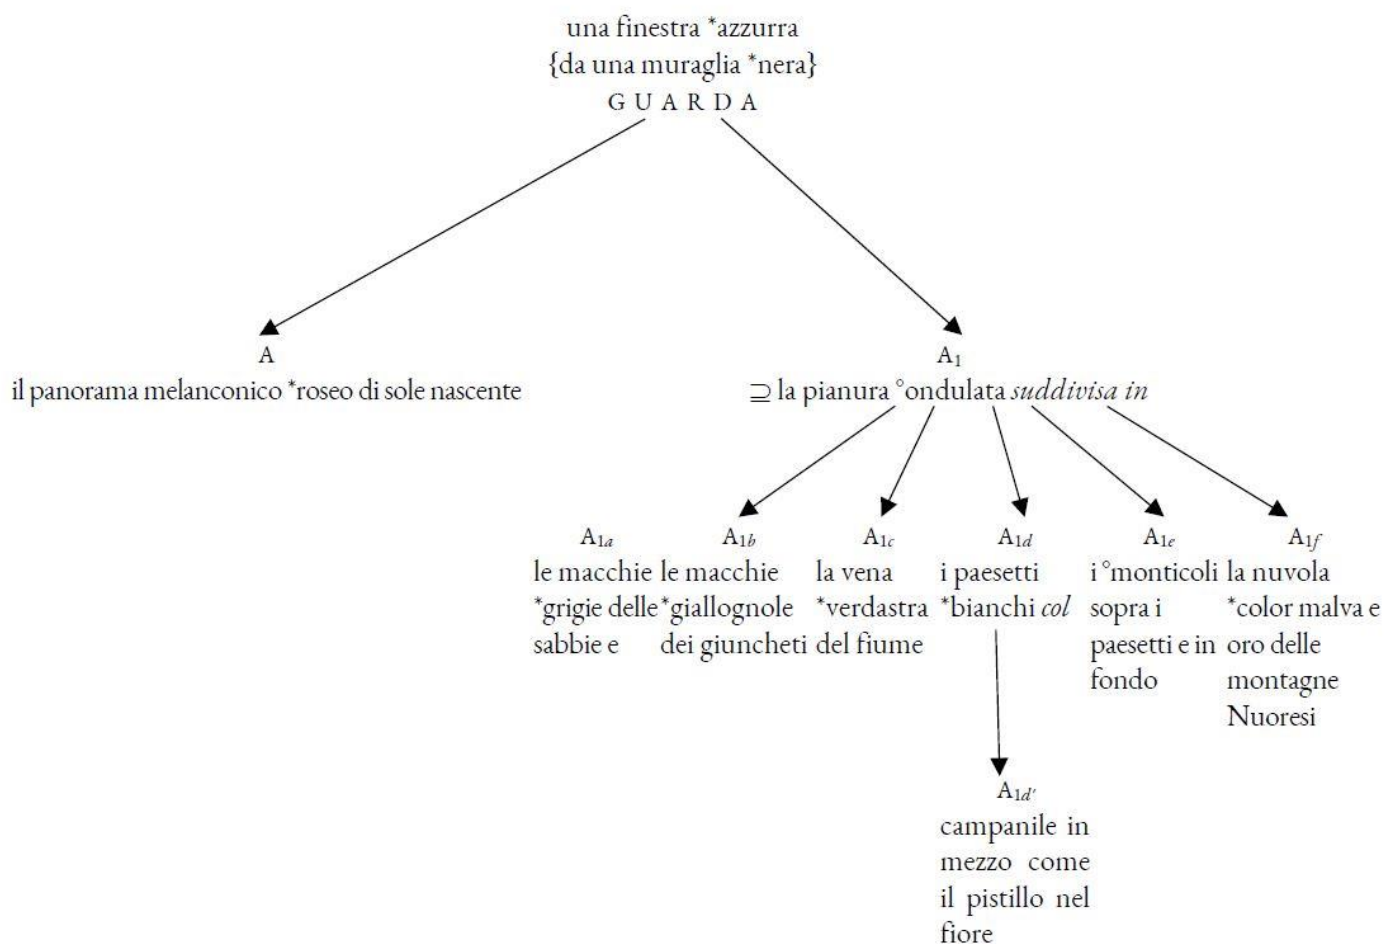 una finestra *azzurra
{da una muraglia *nera}
G U A R D A
A
il panorama melanconico *roseo di sole nascente
A₁
⊇ la pianura °ondulata suddivisa in
A₁a
le macchie
*grigie delle
sabbie e
A₁b
le macchie
*giallognole
dei giuncheti
A₁c
la vena
*verdastra
del fiume
A₁d
i paesetti
*bianchi col
A₁d'
campanile in
mezzo come
il pistillo nel
fiore
A₁e
i °monticoli
sopra i
paesetti e in
fondo
A₁f
la nuvola
*color malva e
oro delle
montagne
Nuoresi